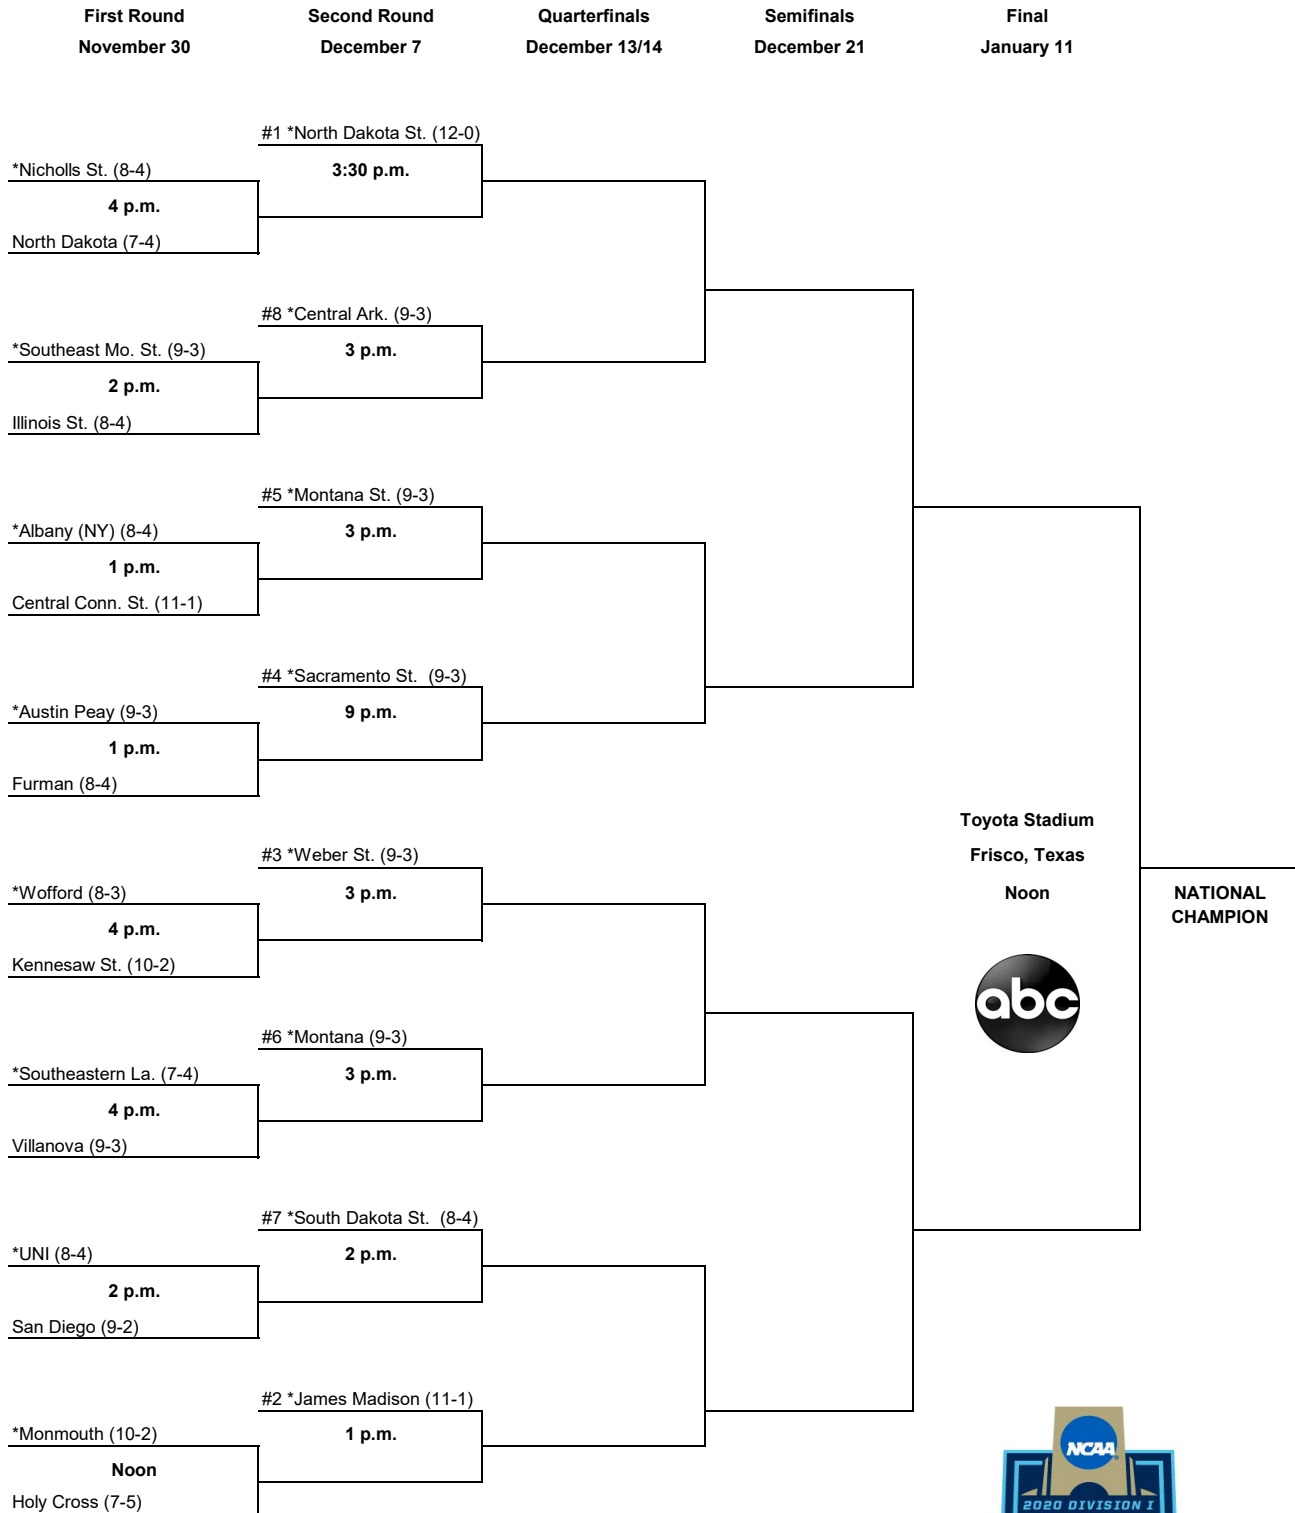 First Round
Second Round
Quarterfinals
Semifinals
Final
November 30
December 7
December 13/14
December 21
January 11
#1 *North Dakota St. (12-0)
*Nicholls St. (8-4)
3:30 p.m.
4 p.m.
North Dakota (7-4)
#8 *Central Ark. (9-3)
*Southeast Mo. St. (9-3)
3 p.m.
2 p.m.
Illinois St. (8-4)
#5 *Montana St. (9-3)
*Albany (NY) (8-4)
3 p.m.
1 p.m.
Central Conn. St. (11-1)
#4 *Sacramento St.  (9-3)
*Austin Peay (9-3)
9 p.m.
1 p.m.
Furman (8-4)
Toyota Stadium
Frisco, Texas
Noon
NATIONAL
CHAMPION
abc
#3 *Weber St. (9-3)
*Wofford (8-3)
3 p.m.
4 p.m.
Kennesaw St. (10-2)
#6 *Montana (9-3)
*Southeastern La. (7-4)
3 p.m.
4 p.m.
Villanova (9-3)
#7 *South Dakota St.  (8-4)
*UNI (8-4)
2 p.m.
2 p.m.
San Diego (9-2)
#2 *James Madison (11-1)
*Monmouth (10-2)
1 p.m.
Noon
Holy Cross (7-5)
NCAA
2020 DIVISION I